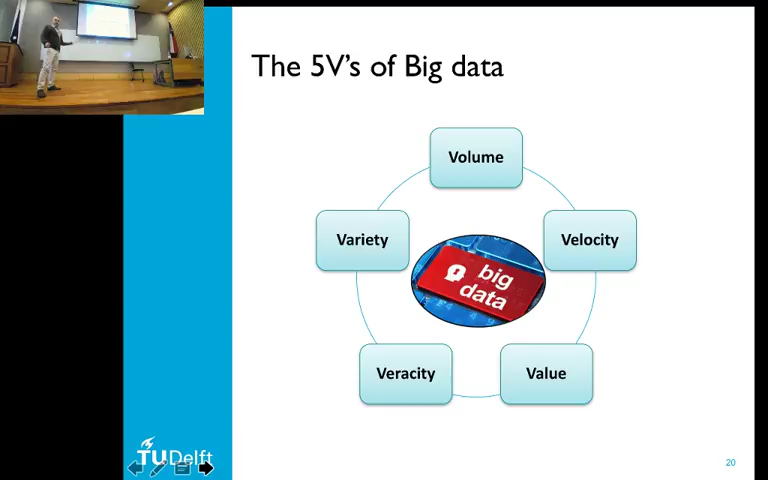 The 5V's of Big data
Volume
Variety
Velocity
big
data
Veracity
Value
TUDelft
20